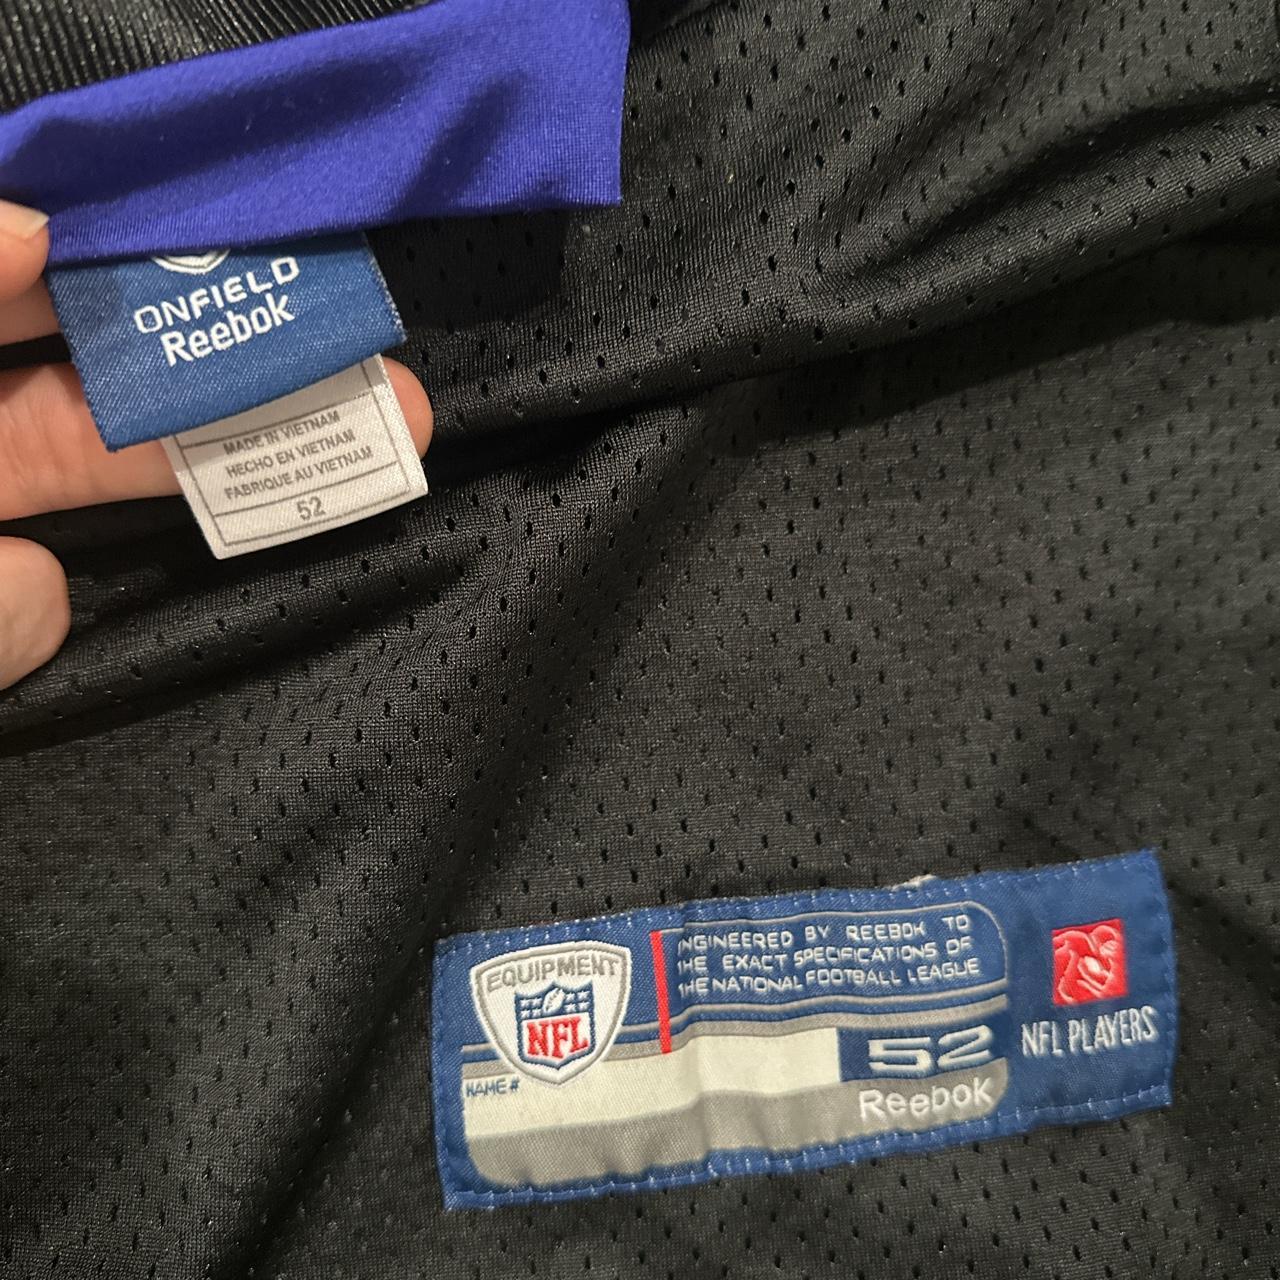 ONFIELD
Reebok
MADE IN VIETNAM
HECHO EN VIETNAM
FABRIQUE AU VIETNAM
52
EQUIPMENT
NFL
NAME #
ENGINEERED BY REEBOK TO
THE EXACT SPECIFICATIONS OF
THE NATIONAL FOOTBALL LEAGUE
52
Reebok
NFL PLAYERS